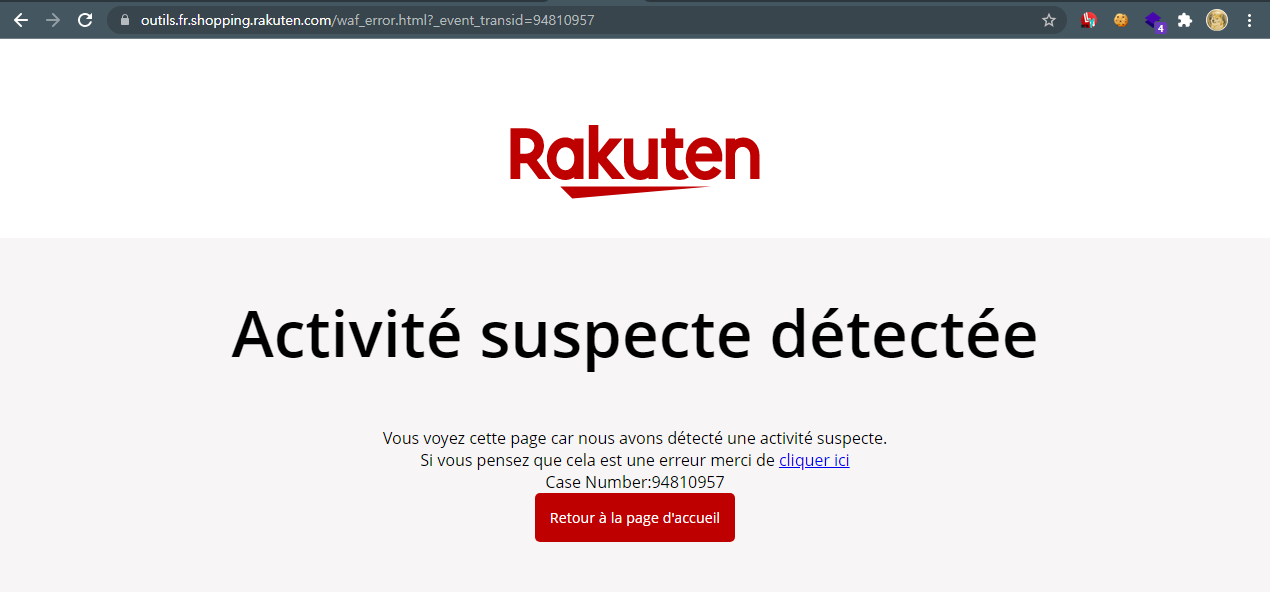 outils.fr.shopping.rakuten.com/waf_error.html?_event_transid=94810957
4
Rakuten
Activité suspecte détectée
Vous voyez cette page car nous avons détecté une activité suspecte.
Si vous pensez que cela est une erreur merci de cliquer ici
Case Number:94810957
Retour à la page d'accueil